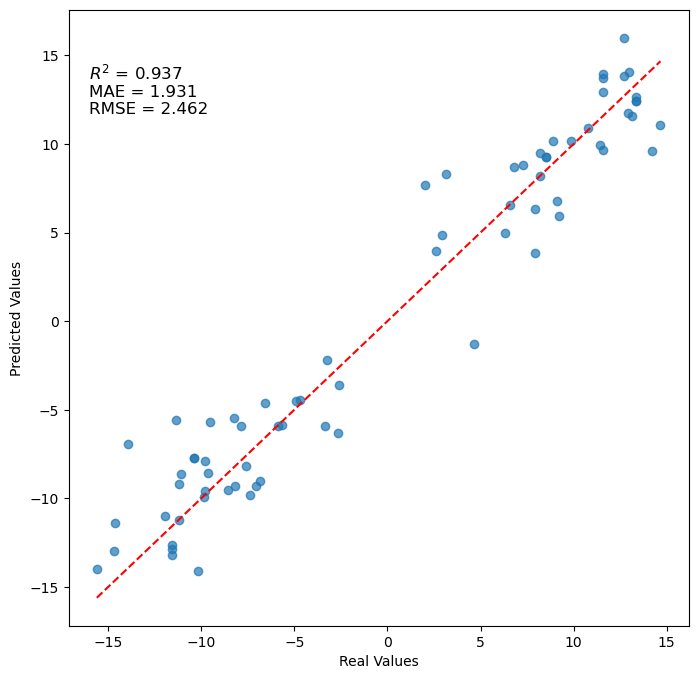 R² = 0.937
MAE = 1.931
RMSE = 2.462
15
10
5
0
−5
−10
−15
Predicted Values
−15 −10 −5 0 5 10 15
Real Values